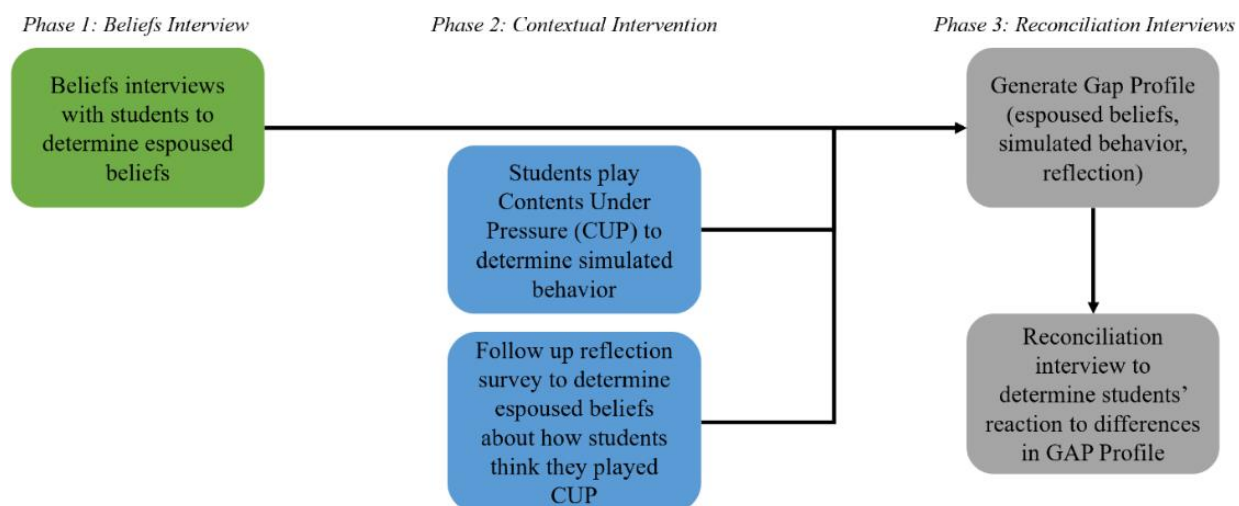 Phase 1: Beliefs Interview
Beliefs interviews
with students to
determine espoused
beliefs
Phase 2: Contextual Intervention
Students play
Contents Under
Pressure (CUP) to
determine simulated
behavior
Follow up reflection
survey to determine
espoused beliefs
about how students
think they played
CUP
Phase 3: Reconciliation Interviews
Generate Gap Profile
(espoused beliefs,
simulated behavior,
reflection)
Reconciliation
interview to
determine students’
reaction to differences
in GAP Profile